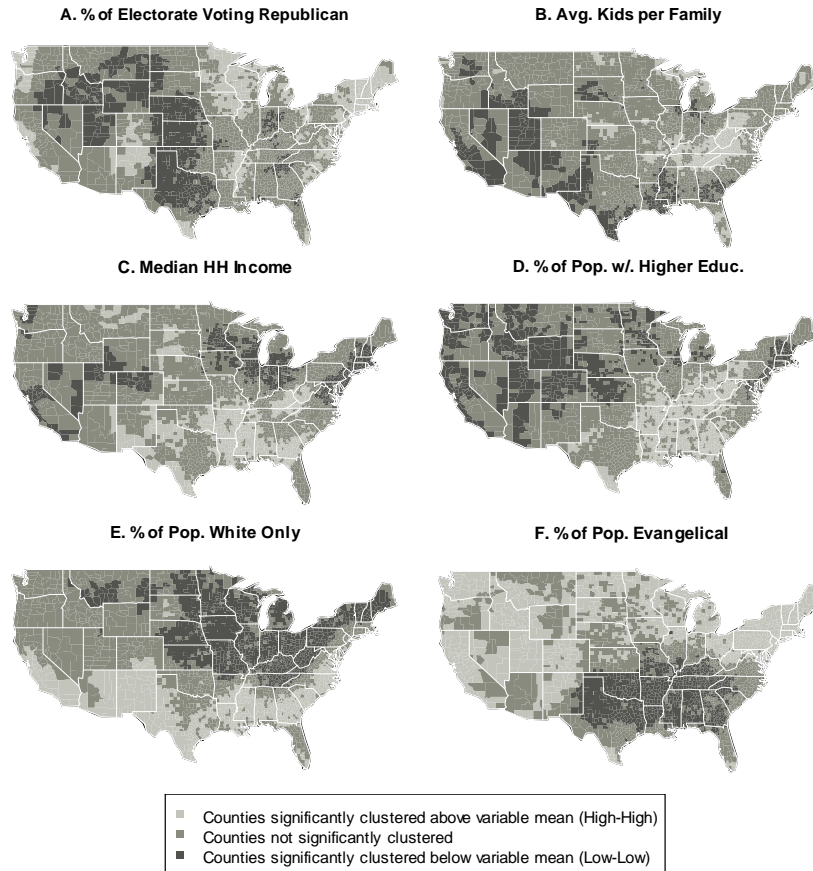 A. % of Electorate Voting Republican
B. Avg. Kids per Family
C. Median HH Income
D. % of Pop. w/. Higher Educ.
E. % of Pop. White Only
F. % of Pop. Evangelical
Counties significantly clustered above variable mean (High-High)
Counties not significantly clustered
Counties significantly clustered below variable mean (Low-Low)